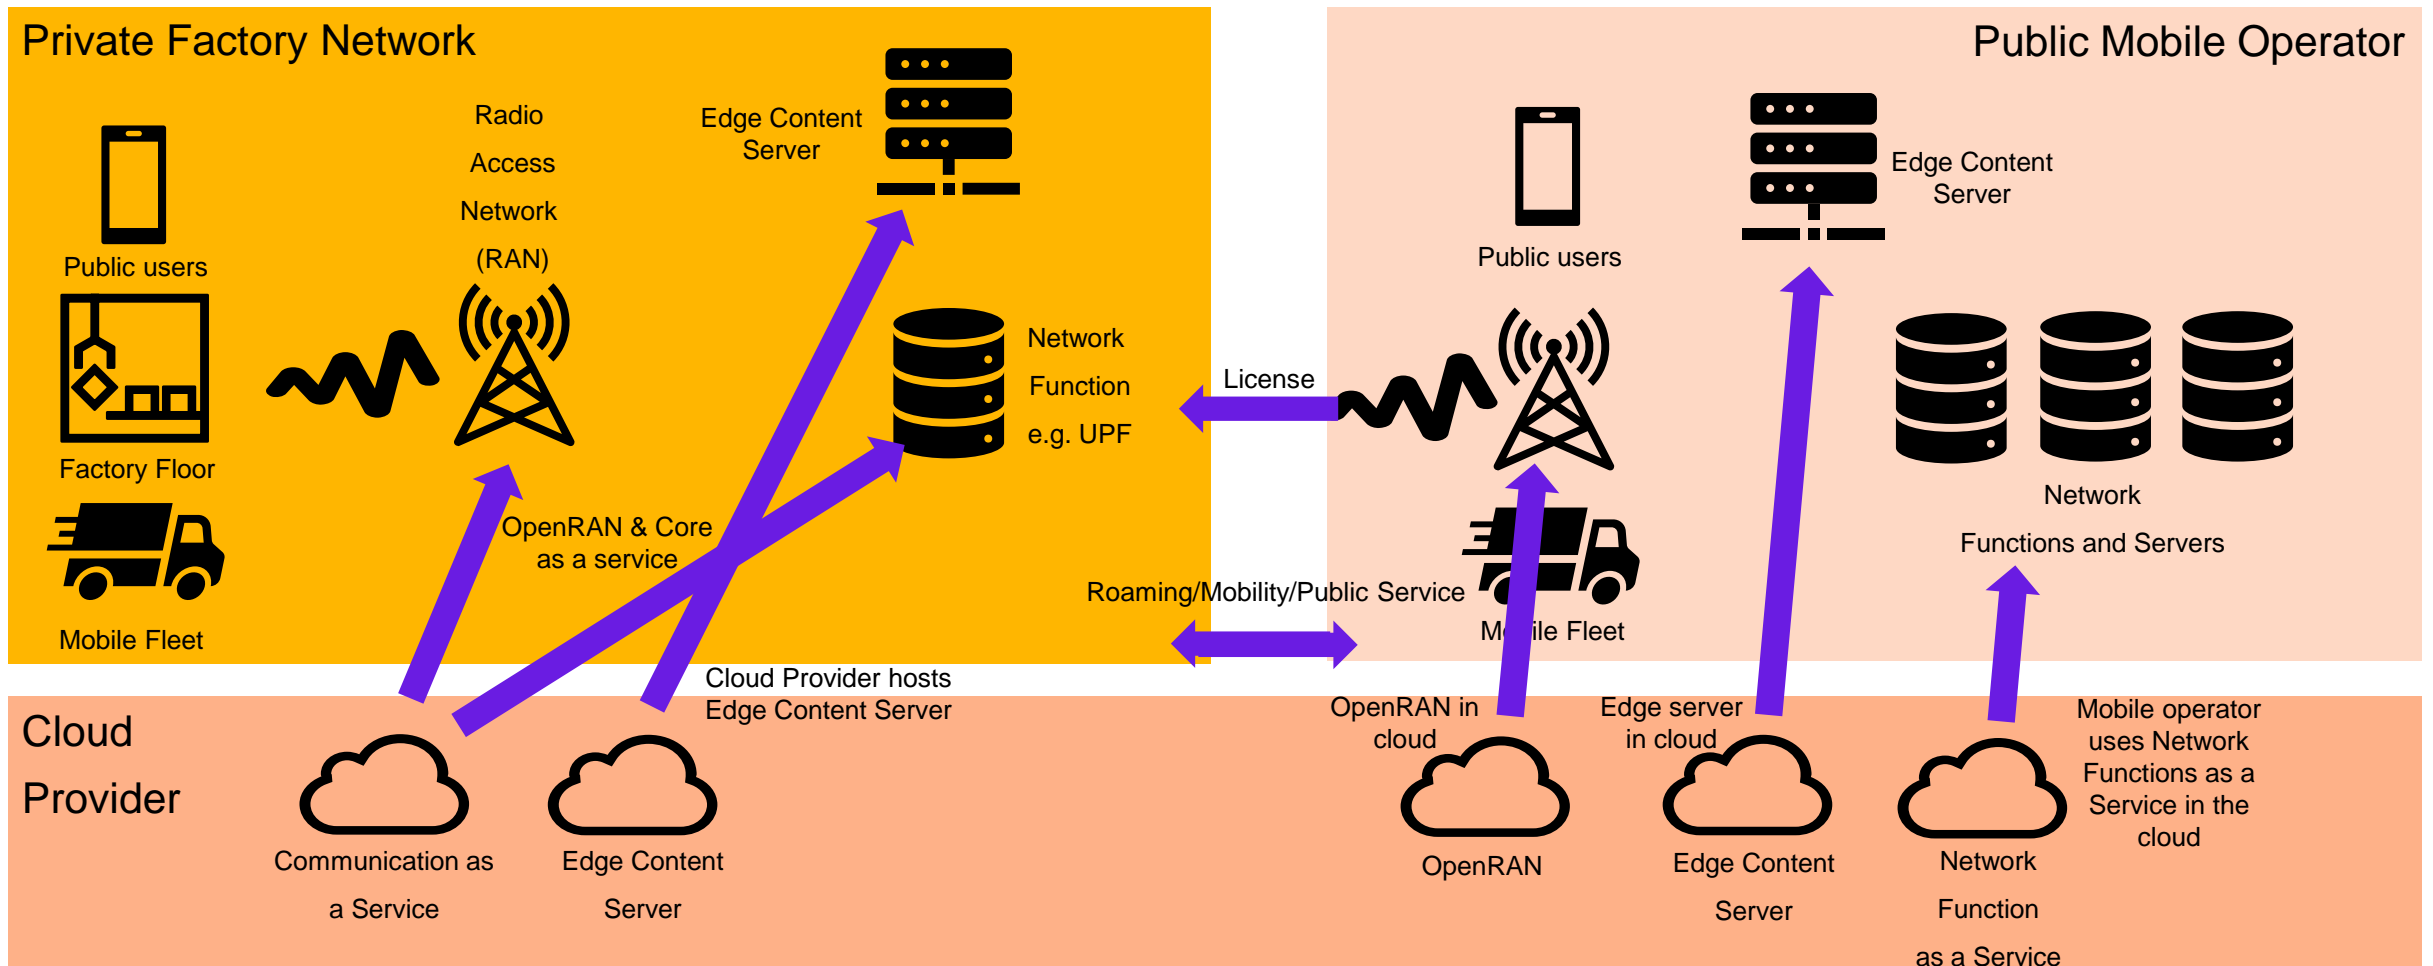 Private Factory Network
Public Mobile Operator
Radio
Access
Network
(RAN)
Edge Content
Server
Public users
Factory Floor
Mobile Fleet
Network
Function
e.g. UPF
OpenRAN & Core
as a service
License
Roaming/Mobility/Public Service
Public users
Edge Content
Server
Mobile Fleet
Network
Functions and Servers
Cloud Provider hosts
Edge Content Server
OpenRAN in
cloud
Edge server
in cloud
Mobile operator
uses Network
Functions as a
Service in the
cloud
Cloud
Provider
Communication as
a Service
Edge Content
Server
OpenRAN
Edge Content
Server
Network
Function
as a Service